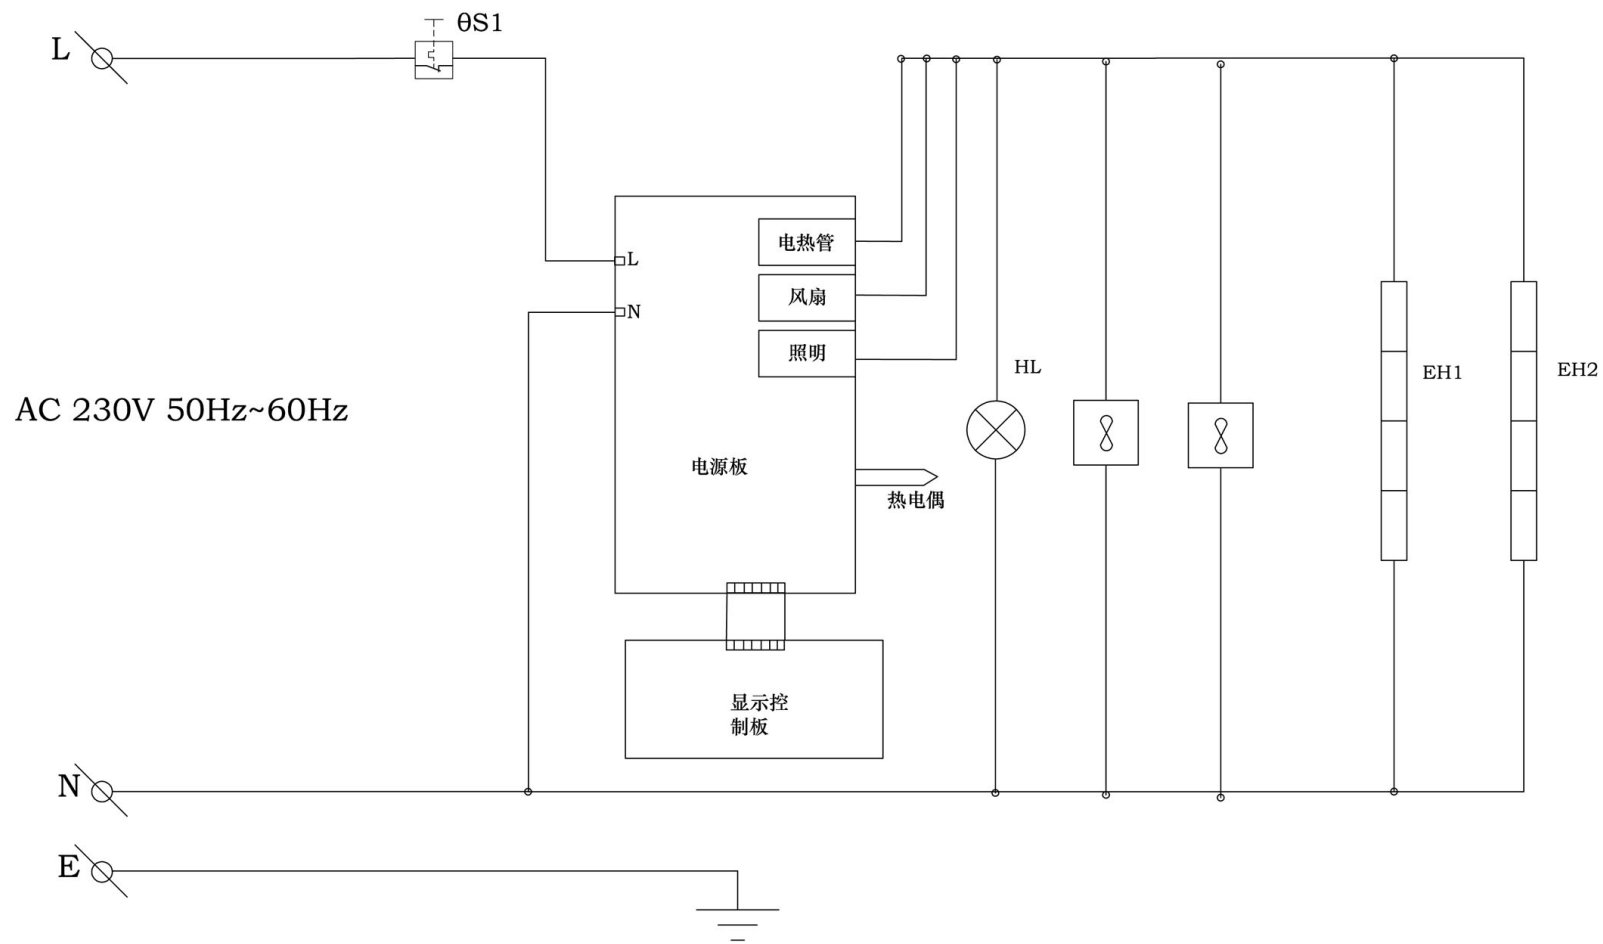 θS1
L
电热管
L
风扇
N
照明
HL
EH1
EH2
AC 230V 50Hz~60Hz
电源板
热电偶
显示控
制板
N
E